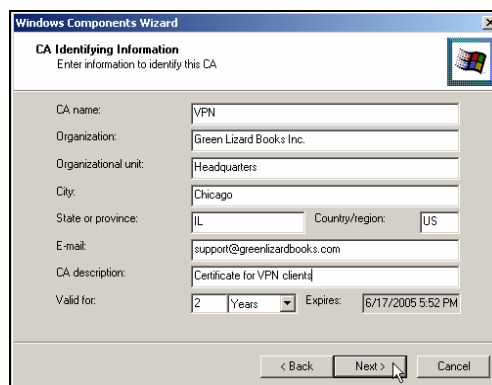 Windows Components Wizard
CA Identifying Information
Enter information to identify this CA
CA name: VPN
Organization: Green Lizard Books Inc.
Organizational unit: Headquarters
City: Chicago
State or province: IL Country/region: US
E-mail: support@greenlizardbooks.com
CA description: Certificate for VPN clients
Valid for: 2 Years Expires: 6/17/2005 5:52 PM
< Back Next > Cancel